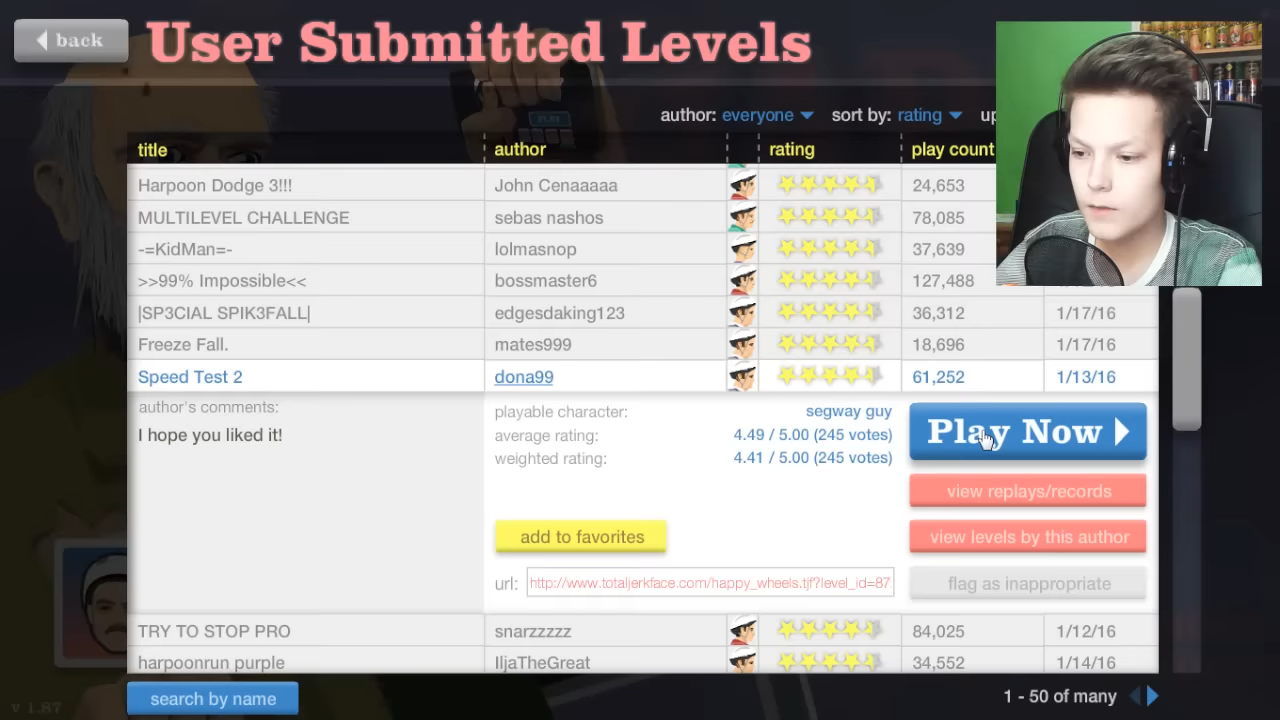 back
User Submitted Levels
PLAY
author: everyone sort by: rating
title author rating play count
Harpoon Dodge 3!!! John Cenaaaaa 24,653
MULTILEVEL CHALLENGE sebas nashos 78,085
-=KidMan=- lolmasnop 37,639
>>99% Impossible<< bossmaster6 127,488
|SP3CIAL SPIK3FALL| edgesdaking123 36,312 1/17/16
Freeze Fall. mates999 18,696 1/17/16
Speed Test 2 dona99 61,252 1/13/16
author's comments:
I hope you liked it!
playable character: segway guy
average rating: 4.49 / 5.00 (245 votes)
weighted rating: 4.41 / 5.00 (245 votes)
Play Now
view replays/records
add to favorites
view levels by this author
url: http://www.totaljerkface.com/happy_wheels.tjf?level_id=87
flag as inappropriate
TRY TO STOP PRO snarzzzzz 84,025 1/12/16
harpoonrun purple IljaTheGreat 34,552 1/14/16
search by name
1 - 50 of many
v 1.87